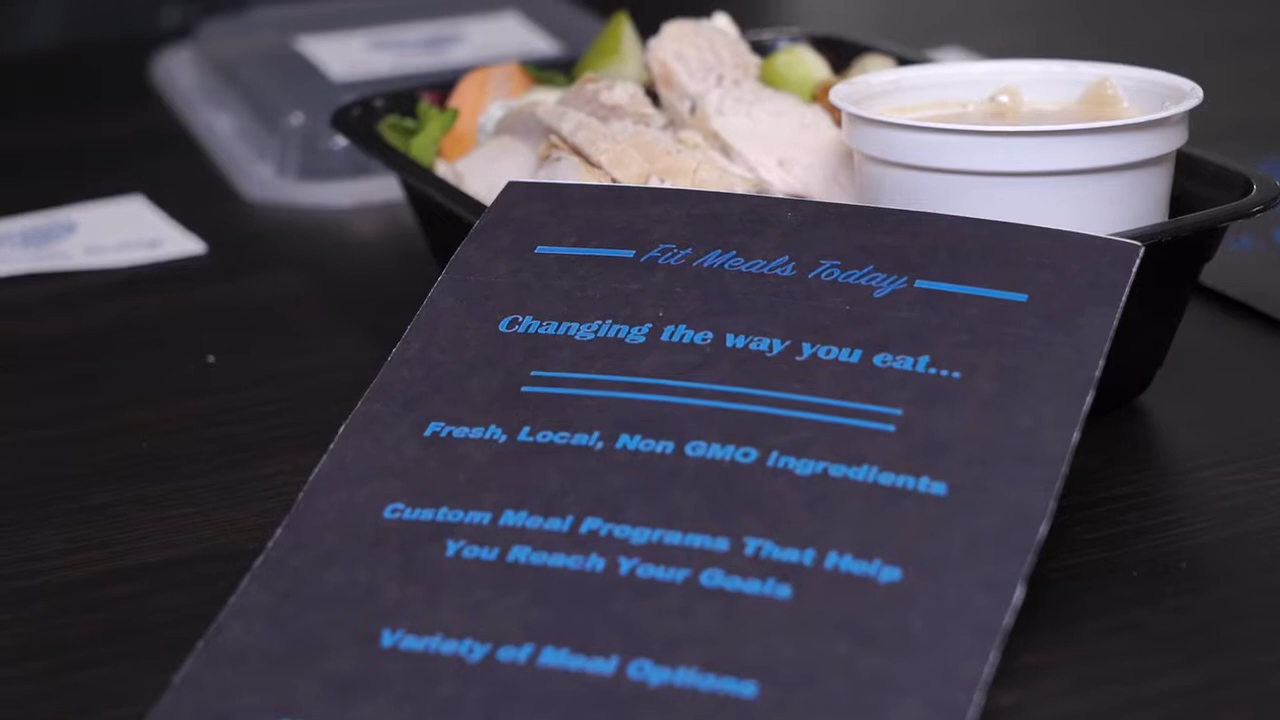 Fit Meals Today
Changing the way you eat...
Fresh, Local, Non GMO Ingredients
Custom Meal Programs That Help
You Reach Your Goals
Variety of Meal Options